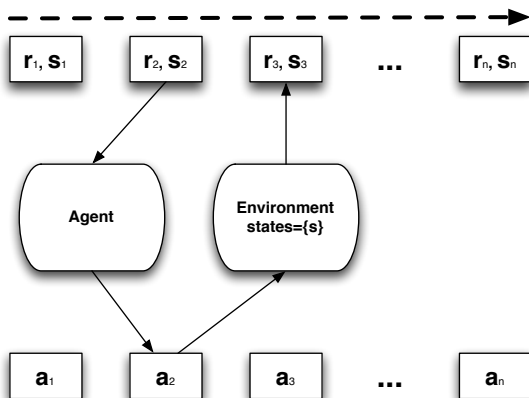 r1, s1 r2, s2 r3, s3 ... rn, sn
Agent
Environment
states={s}
a1 a2 a3 ... an